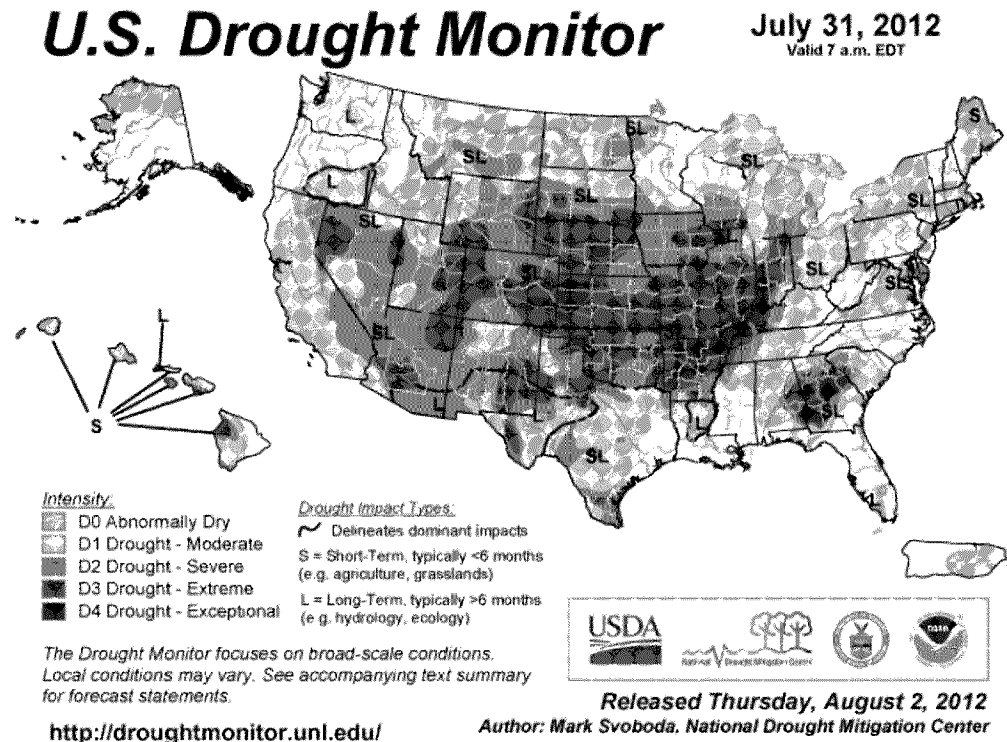 U.S. Drought Monitor
July 31, 2012
Valid 7 a.m. EDT
L
S
SL
SL
SL
L
SL
SL
SL
SL
SL
SL
SL
L
SL
L
L
SL
S
Intensity:
D0 Abnormally Dry
D1 Drought - Moderate
D2 Drought - Severe
D3 Drought - Extreme
D4 Drought - Exceptional
Drought Impact Types:
Delineates dominant impacts
S = Short-Term, typically <6 months
(e.g. agriculture, grasslands)
L = Long-Term, typically >6 months
(e.g. hydrology, ecology)
USDA
National Drought Mitigation Center
The Drought Monitor focuses on broad-scale conditions.
Local conditions may vary. See accompanying text summary
for forecast statements.
Released Thursday, August 2, 2012
http://droughtmonitor.unl.edu/
Author: Mark Svoboda, National Drought Mitigation Center